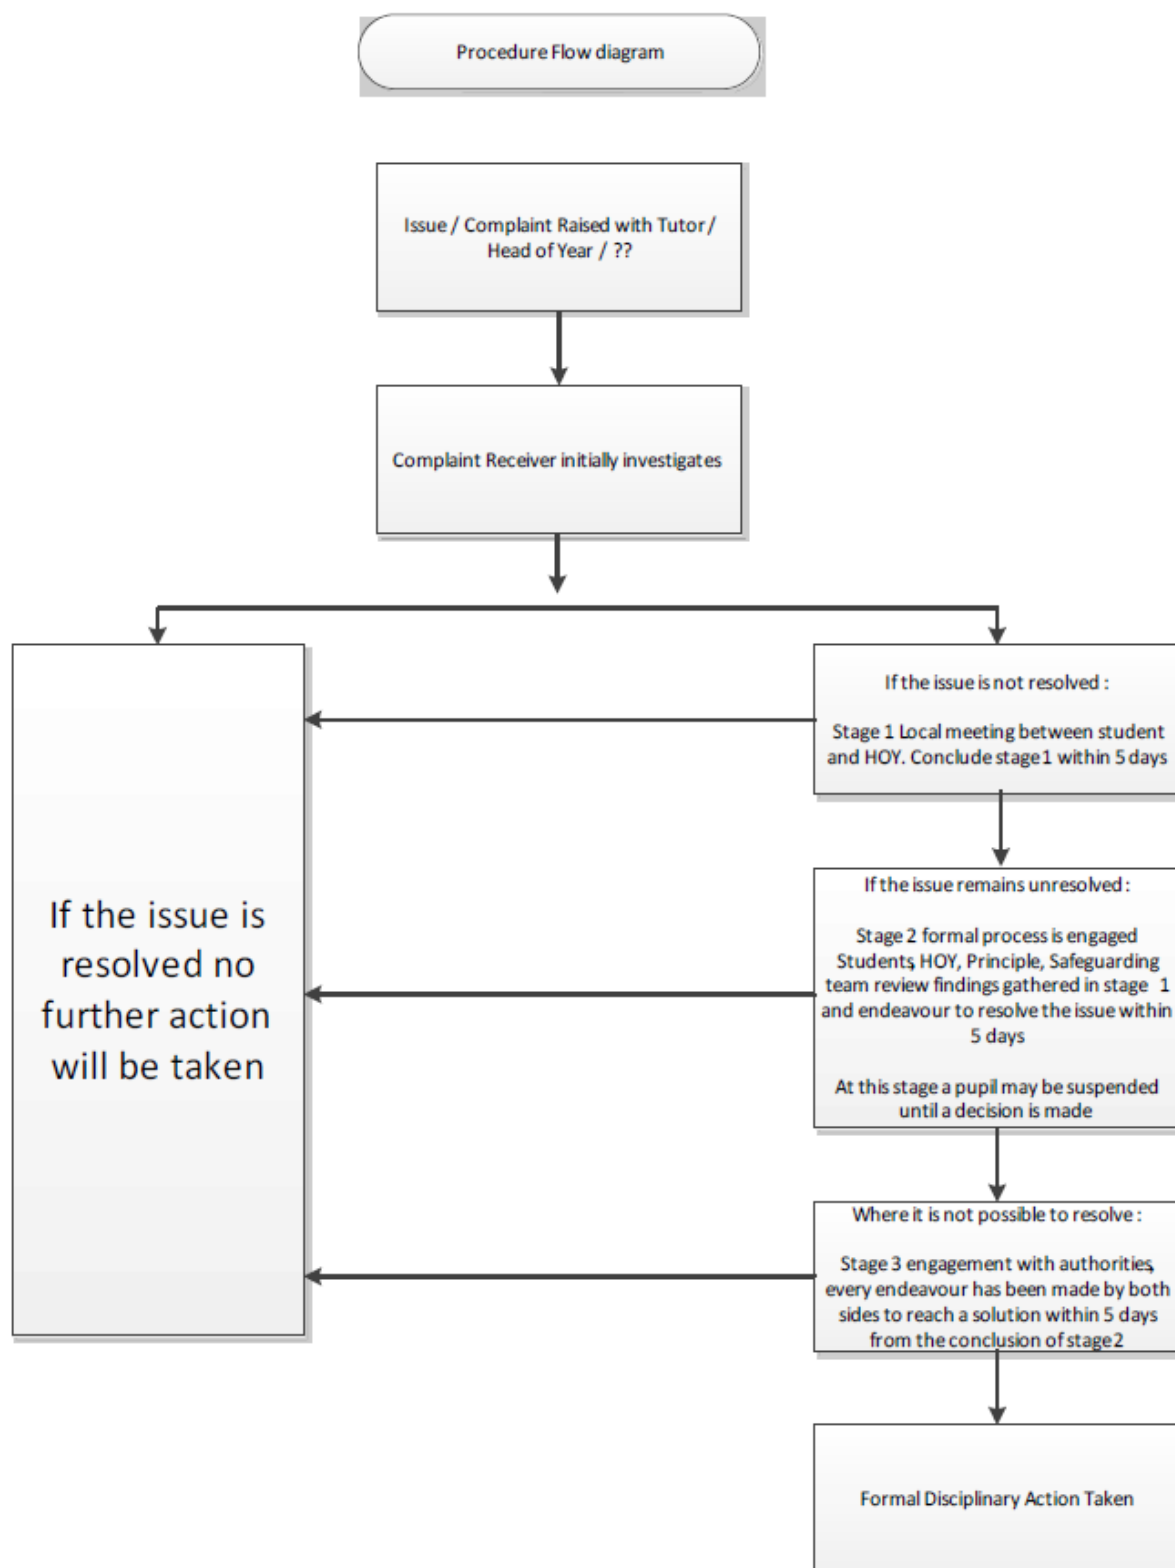 Procedure Flow diagram
Issue / Complaint Raised with Tutor /
Head of Year / ??
Complaint Receiver initially investigates
If the issue is
resolved no
further action
will be taken
If the issue is not resolved :
Stage 1 Local meeting between student
and HOY. Conclude stage 1 within 5 days
If the issue remains unresolved :
Stage 2 formal process is engaged
Students, HOY, Principle, Safeguarding
team review findings gathered in stage 1
and endeavour to resolve the issue within
5 days
At this stage a pupil may be suspended
until a decision is made
Where it is not possible to resolve :
Stage 3 engagement with authorities,
every endeavour has been made by both
sides to reach a solution within 5 days
from the conclusion of stage 2
Formal Disciplinary Action Taken